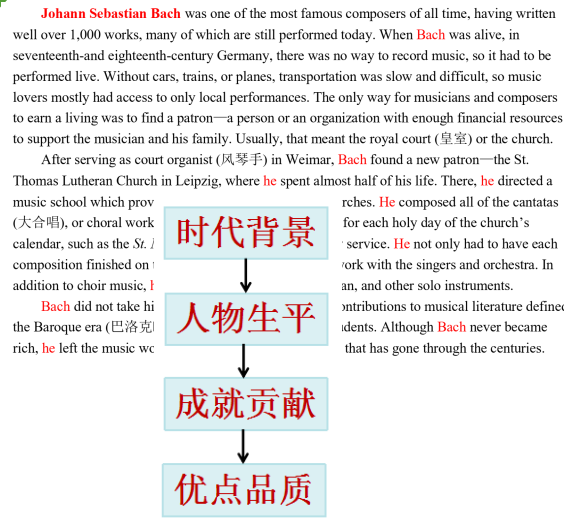 Johann Sebastian Bach was one of the most famous composers of all time, having written
well over 1,000 works, many of which are still performed today. When Bach was alive, in
seventeenth-and eighteenth-century Germany, there was no way to record music, so it had to be
performed live. Without cars, trains, or planes, transportation was slow and difficult, so music
lovers mostly had access to only local performances. The only way for musicians and composers
to earn a living was to find a patron—a person or an organization with enough financial resources
to support the musician and his family. Usually, that meant the royal court (皇室) or the church.
After serving as court organist (风琴手) in Weimar, Bach found a new patron—the St.
Thomas Lutheran Church in Leipzig, where he spent almost half of his life. There, he directed a
music school which prov rches. He composed all of the cantatas
(大合唱), or choral work for each holy day of the church's
calendar, such as the St. service. He not only had to have each
composition finished on ork with the singers and orchestra. In
addition to choir music, an, and other solo instruments.
Bach did not take hi ontributions to musical literature define
the Baroque era (巴洛克 dents. Although Bach never became
rich, he left the music wo that has gone through the centuries.
时代背景
人物生平
成就贡献
优点品质